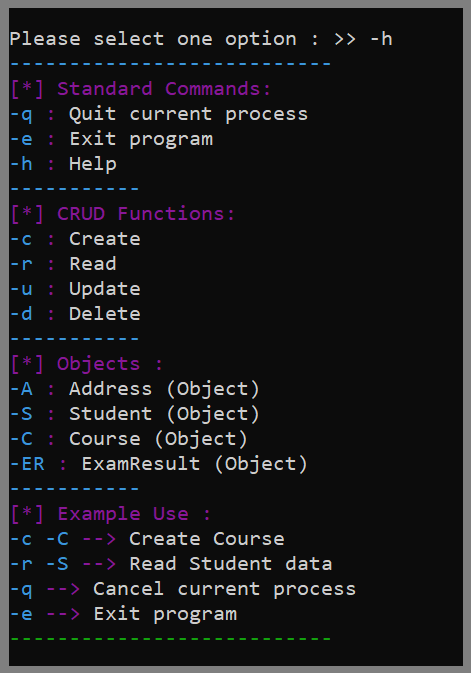 Please select one option : >> -h
---------------------------
[*] Standard Commands:
-q : Quit current process
-e : Exit program
-h : Help
-----------
[*] CRUD Functions:
-c : Create
-r : Read
-u : Update
-d : Delete
-----------
[*] Objects :
-A : Address (Object)
-S : Student (Object)
-C : Course (Object)
-ER : ExamResult (Object)
-----------
[*] Example Use :
-c -C --> Create Course
-r -S --> Read Student data
-q --> Cancel current process
-e --> Exit program
---------------------------